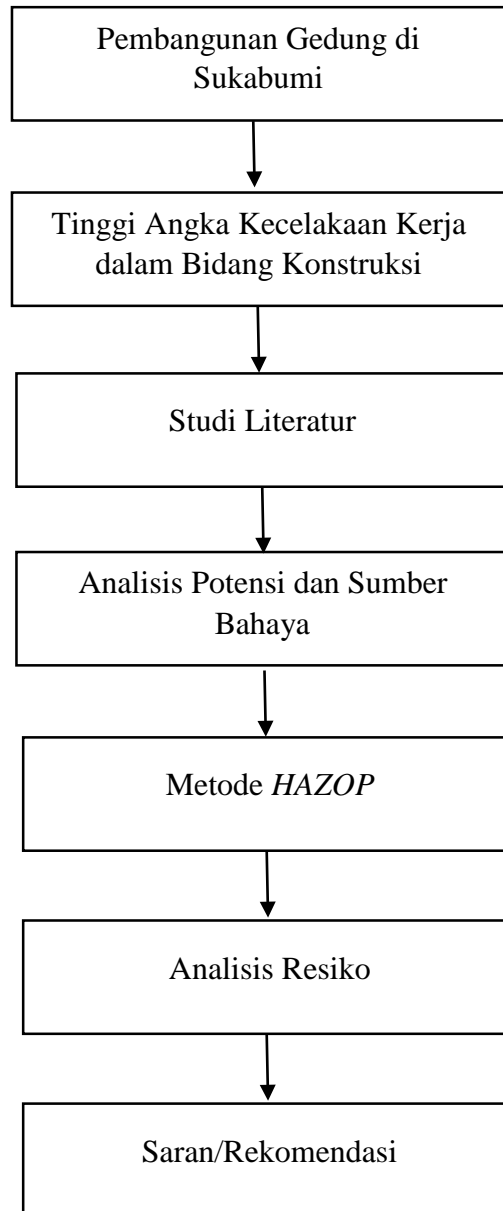 Pembangunan Gedung di
Sukabumi
Tinggi Angka Kecelakaan Kerja
dalam Bidang Konstruksi
Studi Literatur
Analisis Potensi dan Sumber
Bahaya
Metode HAZOP
Analisis Resiko
Saran/Rekomendasi